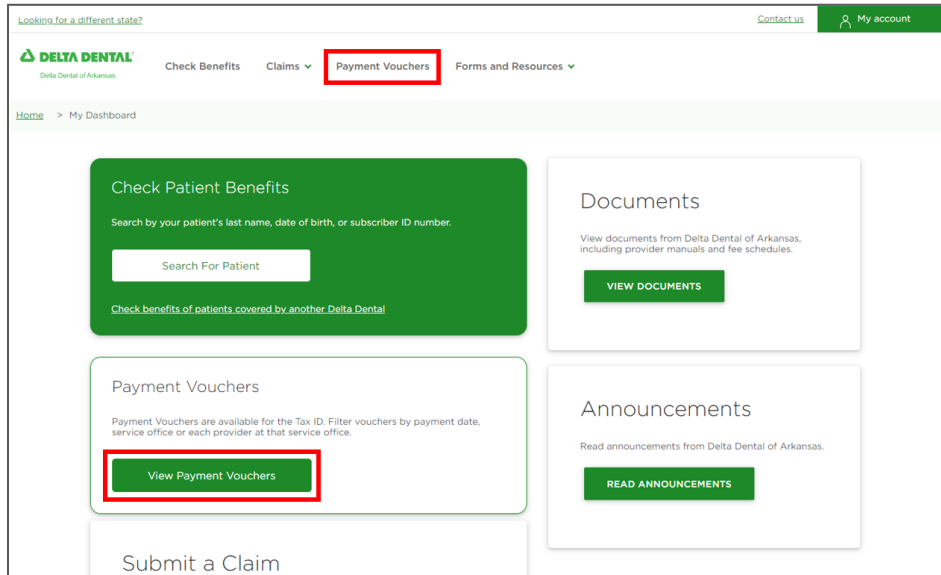 Looking for a different state?
Contact us
My account
DELTA DENTAL
Delta Dental of Arkansas
Check Benefits
Claims
Payment Vouchers
Forms and Resources
Home > My Dashboard
Check Patient Benefits
Search by your patient's last name, date of birth, or subscriber ID number.
Search For Patient
Check benefits of patients covered by another Delta Dental
Documents
View documents from Delta Dental of Arkansas,
including provider manuals and fee schedules.
VIEW DOCUMENTS
Payment Vouchers
Payment Vouchers are available for the Tax ID. Filter vouchers by payment date,
service office or each provider at that service office.
View Payment Vouchers
Announcements
Read announcements from Delta Dental of Arkansas.
READ ANNOUNCEMENTS
Submit a Claim